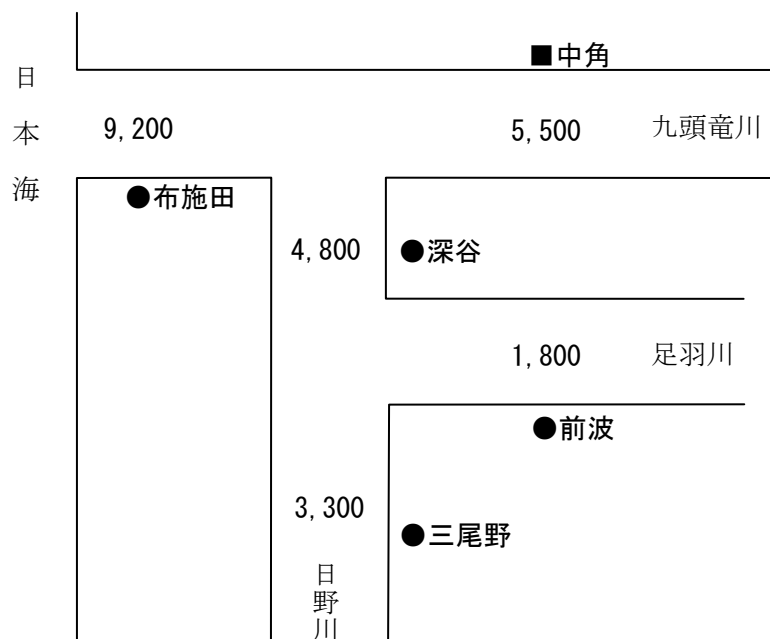 ■中角
日本海
9,200
5,500
九頭竜川
●布施田
4,800
●深谷
1,800
足羽川
●前波
3,300
●三尾野
日野川